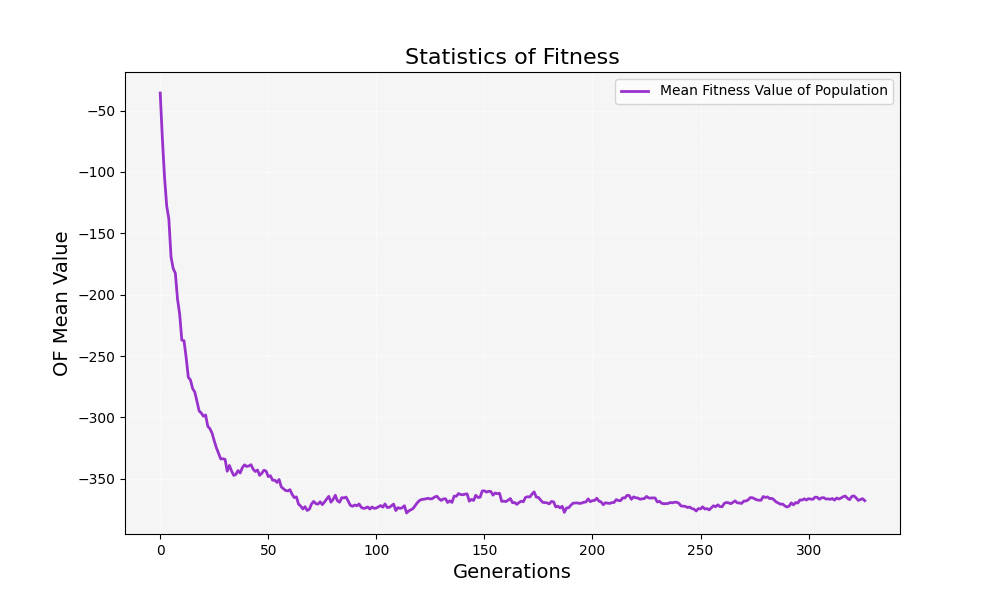 Statistics of Fitness
Mean Fitness Value of Population
OF Mean Value
−50
−100
−150
−200
−250
−300
−350
0 50 100 150 200 250 300
Generations